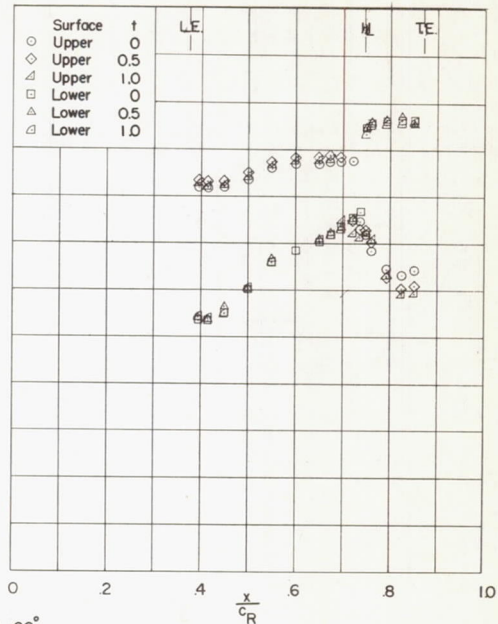 L.E. HL T.E.
Surface t
Upper 0
Upper 0.5
Upper 1.0
Lower 0
Lower 0.5
Lower 1.0
0 .2 .4 .6 .8 1.0
x
c_R